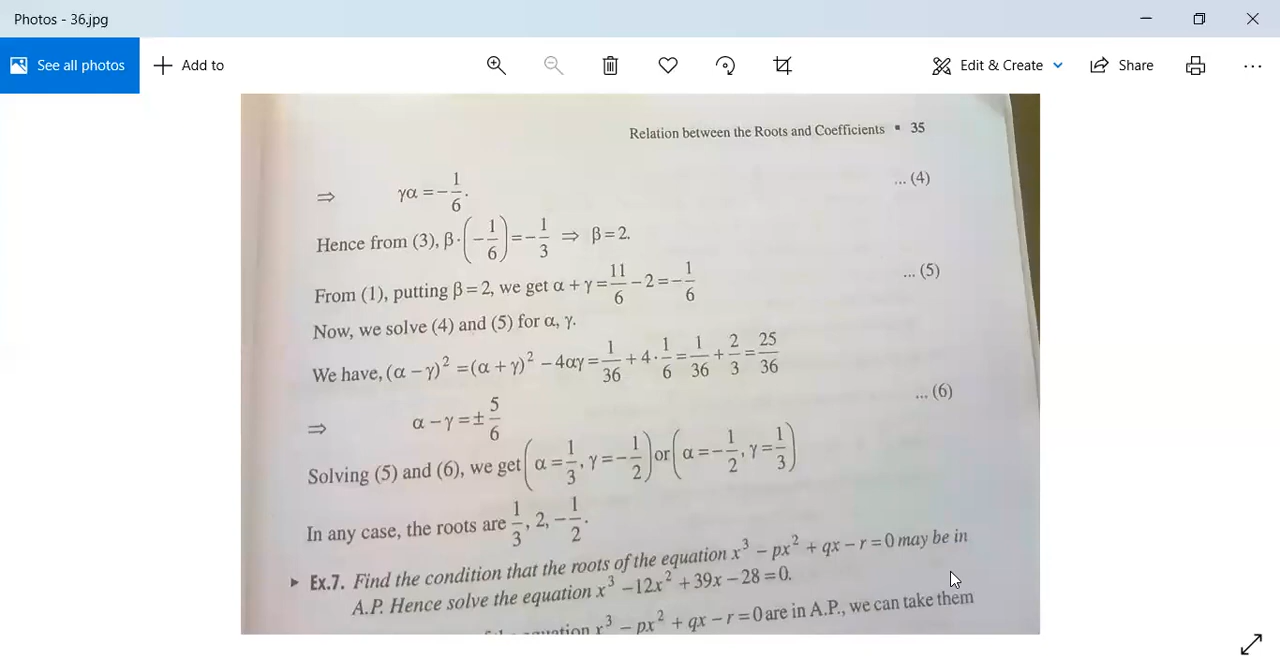 Photos - 36.jpg
See all photos
Add to
Edit & Create
Share
Relation between the Roots and Coefficients ▪ 35
⇒ γα = -1/6. ... (4)
Hence from (3), β·(-1/6) = -1/3 ⇒ β = 2.
From (1), putting β = 2, we get α + γ = 11/6 - 2 = -1/6 ... (5)
Now, we solve (4) and (5) for α, γ.
We have, (α - γ)² = (α + γ)² - 4αγ = 1/36 + 4·1/6 = 1/36 + 2/3 = 25/36
⇒ α - γ = ± 5/6 ... (6)
Solving (5) and (6), we get (α = 1/3, γ = -1/2) or (α = -1/2, γ = 1/3)
In any case, the roots are 1/3, 2, -1/2.
▸ Ex.7. Find the condition that the roots of the equation x³ - px² + qx - r = 0 may be in
A.P. Hence solve the equation x³ - 12x² + 39x - 28 = 0.
x³ - px² + qx - r = 0 are in A.P., we can take them